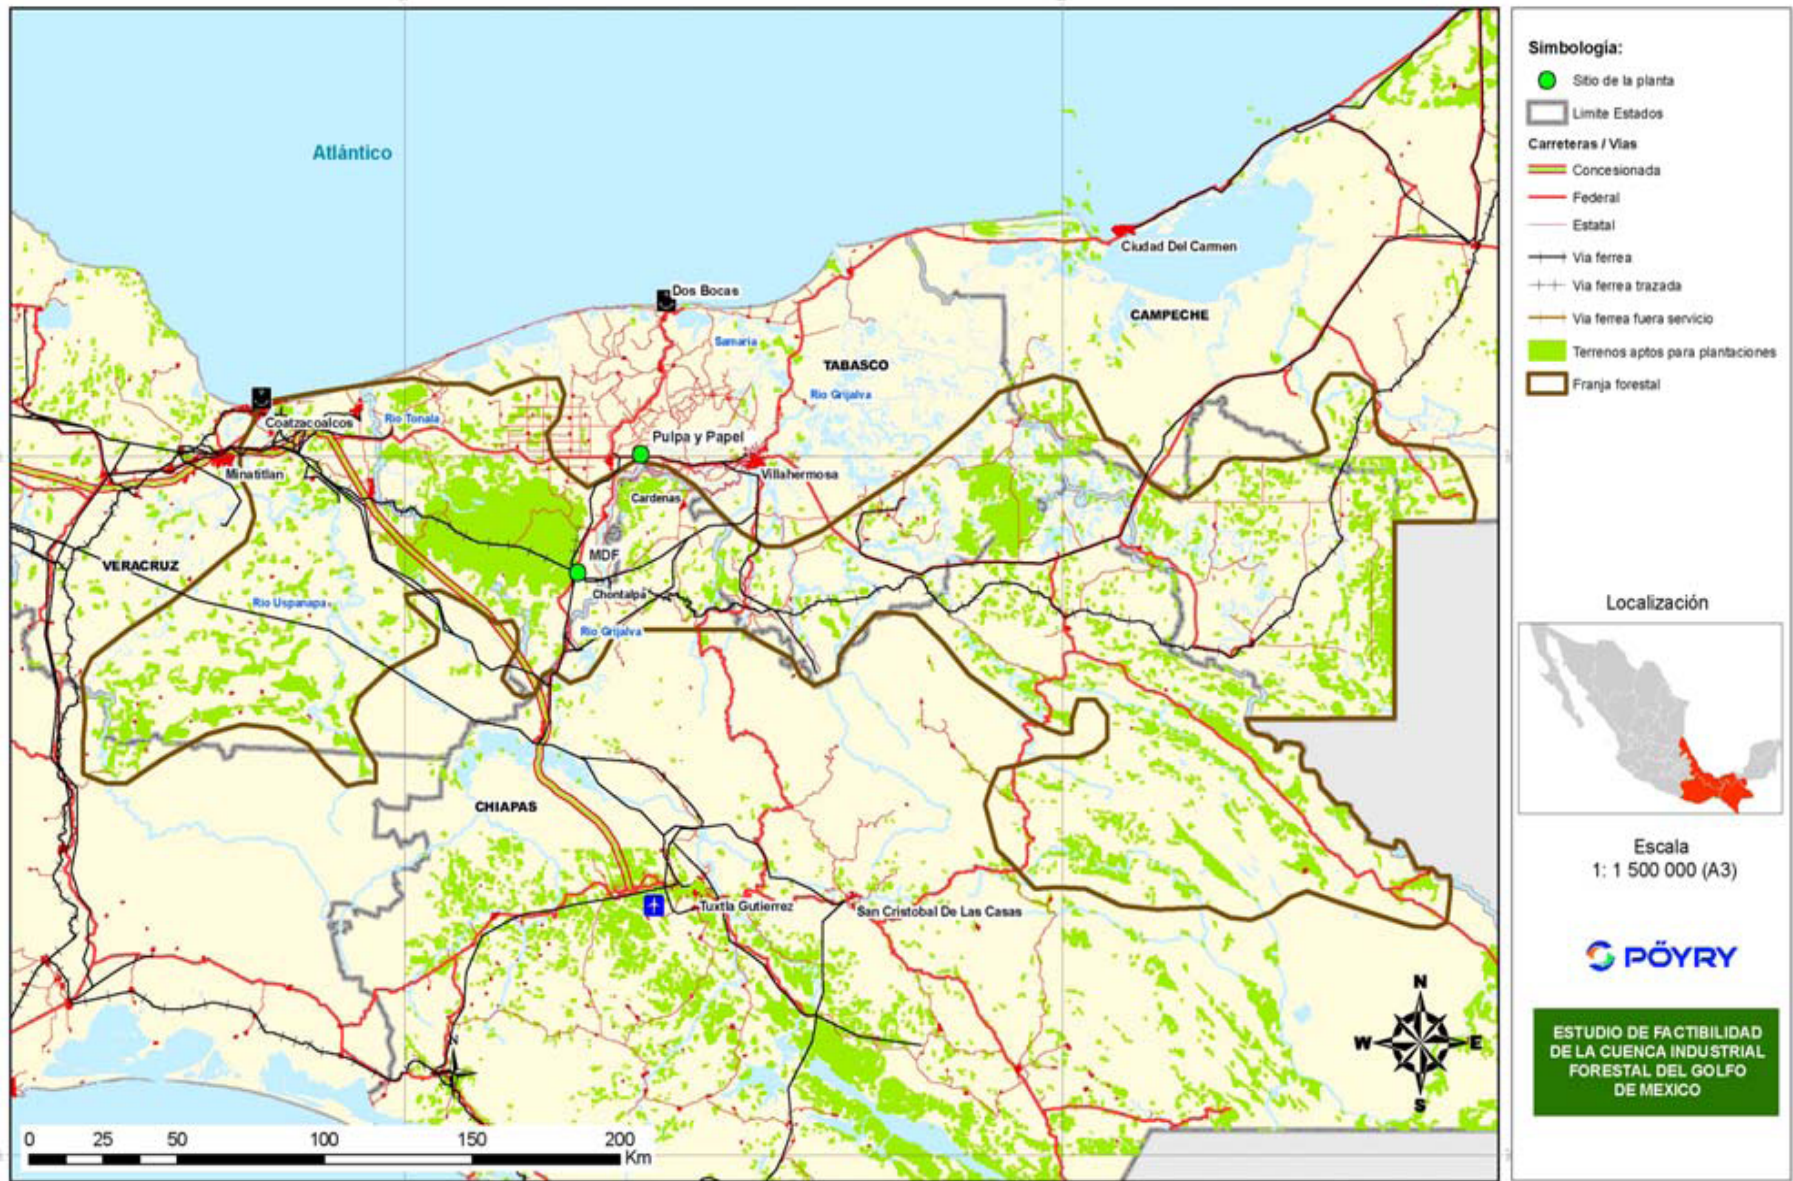 Atlántico
Dos Bocas
Ciudad Del Carmen
CAMPECHE
Samaria
TABASCO
Rio Grijalva
Coatzacoalcos
Rio Tonala
Pulpa y Papel
Minatitlan
Villahermosa
Cardenas
MDF
VERACRUZ
Rio Uspanapa
Chontalpa
Rio Grijalva
CHIAPAS
Tuxtla Gutierrez
San Cristobal De Las Casas
N
W E
S
0 25 50 100 150 200
Km
Simbología:
Sitio de la planta
Limite Estados
Carreteras / Vias
Concesionada
Federal
Estatal
Via ferrea
Via ferrea trazada
Via ferrea fuera servicio
Terrenos aptos para plantaciones
Franja forestal
Localización
Escala
1: 1 500 000 (A3)
PÖYRY
ESTUDIO DE FACTIBILIDAD
DE LA CUENCA INDUSTRIAL
FORESTAL DEL GOLFO
DE MEXICO